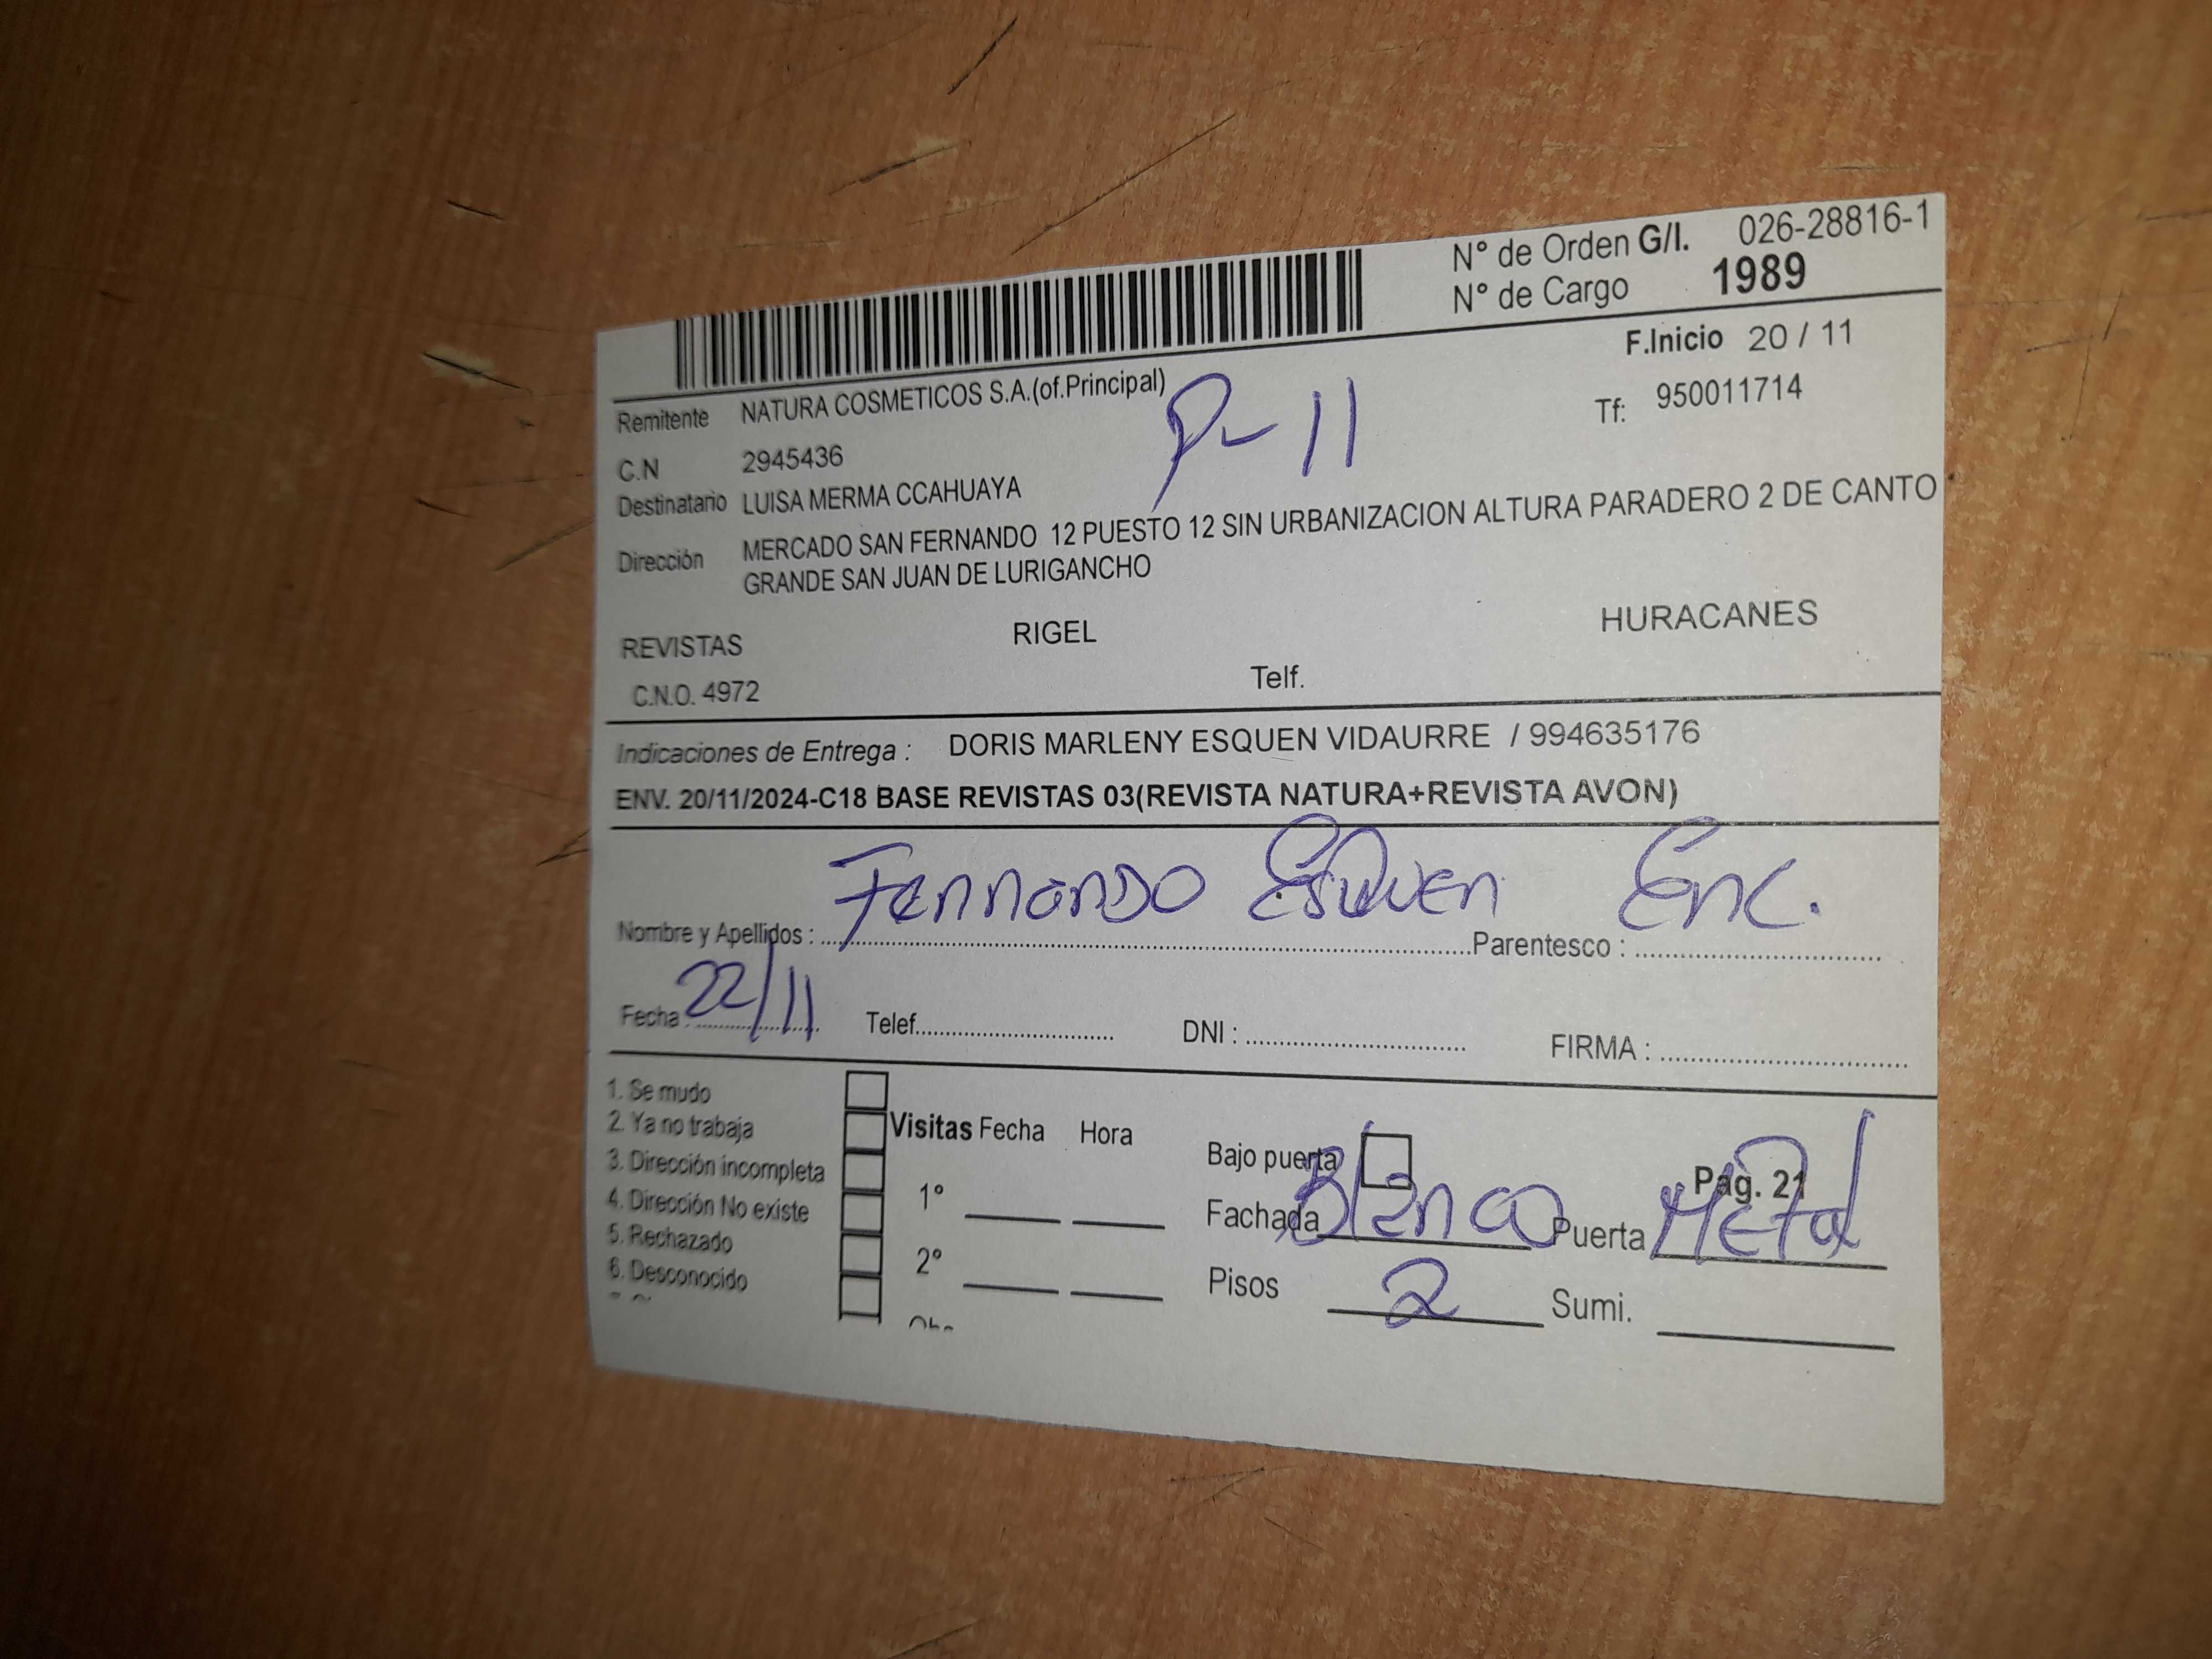 N° de Orden G/I. 026-28816-1
N° de Cargo 1989
F.Inicio 20 / 11
Remitente NATURA COSMETICOS S.A.(of.Principal)
Tf: 950011714
C.N 2945436
P-11
Destinatario LUISA MERMA CCAHUAYA
Dirección MERCADO SAN FERNANDO 12 PUESTO 12 SIN URBANIZACION ALTURA PARADERO 2 DE CANTO
GRANDE SAN JUAN DE LURIGANCHO
REVISTAS RIGEL HURACANES
C.N.O. 4972 Telf.
Indicaciones de Entrega : DORIS MARLENY ESQUEN VIDAURRE / 994635176
ENV. 20/11/2024-C18 BASE REVISTAS 03(REVISTA NATURA+REVISTA AVON)
Nombre y Apellidos : Fernando Esquen Parentesco : Enc.
Fecha : 22/11 Telef. DNI : FIRMA :
1. Se mudo
2. Ya no trabaja
3. Dirección incompleta
4. Dirección No existe
5. Rechazado
6. Desconocido
Visitas Fecha Hora
1°
2°
Bajo puerta Pag. 21
Fachada Blanco Puerta Metal
Pisos 2 Sumi.